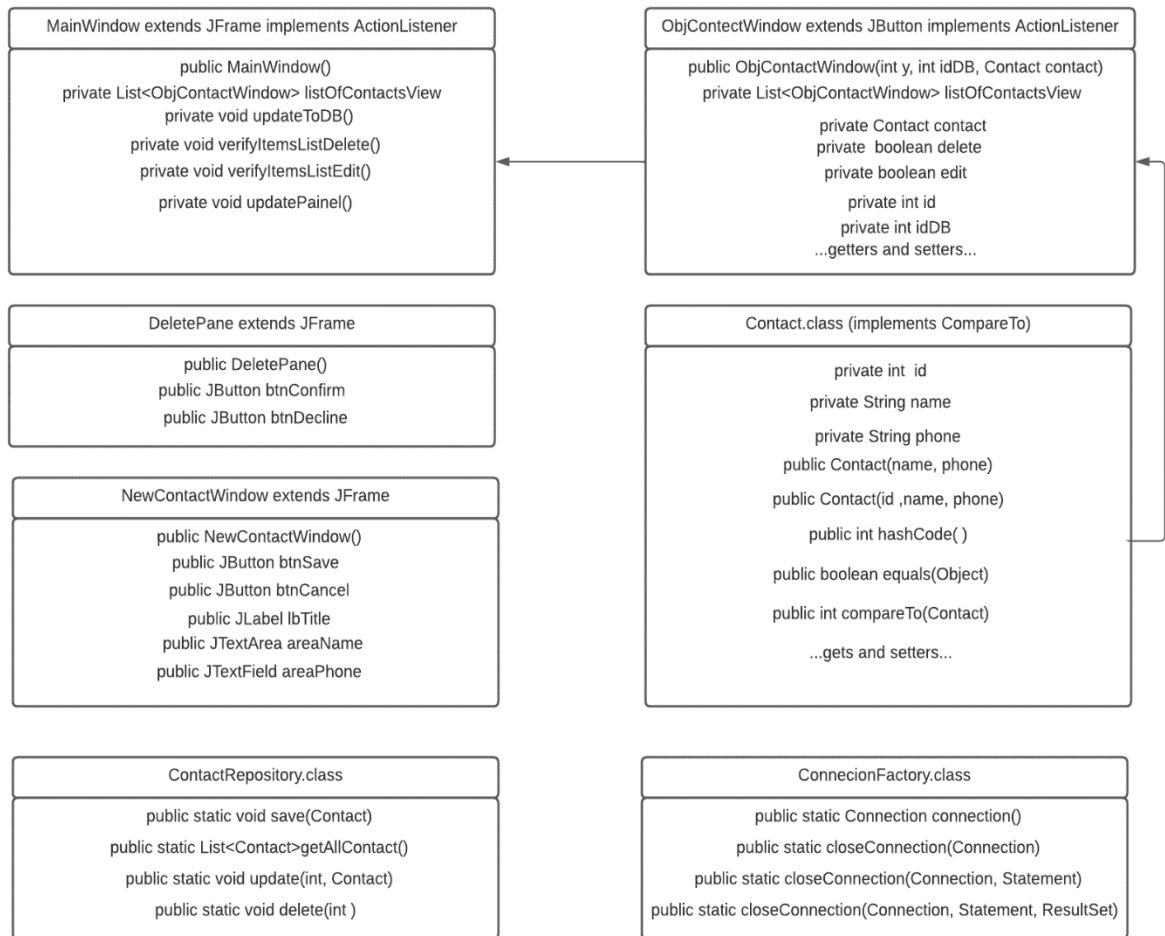 MainWindow extends JFrame implements ActionListener
public MainWindow()
private List<ObjContactWindow> listOfContactsView
private void updateToDB()
private void verifyItemsListDelete()
private void verifyItemsListEdit()
private void updatePainel()
ObjContectWindow extends JButton implements ActionListener
public ObjContactWindow(int y, int idDB, Contact contact)
private List<ObjContactWindow> listOfContactsView
private Contact contact
private  boolean delete
private boolean edit
private int id
private int idDB
...getters and setters...
DeletePane extends JFrame
public DeletePane()
public JButton btnConfirm
public JButton btnDecline
Contact.class (implements CompareTo)
private int  id
private String name
private String phone
public Contact(name, phone)
public Contact(id ,name, phone)
public int hashCode( )
public boolean equals(Object)
public int compareTo(Contact)
...gets and setters...
NewContactWindow extends JFrame
public NewContactWindow()
public JButton btnSave
public JButton btnCancel
public JLabel lbTitle
public JTextArea areaName
public JTextField areaPhone
ContactRepository.class
public static void save(Contact)
public static List<Contact>getAllContact()
public static void update(int, Contact)
public static void delete(int )
ConnecionFactory.class
public static Connection connection()
public static closeConnection(Connection)
public static closeConnection(Connection, Statement)
public static closeConnection(Connection, Statement, ResultSet)